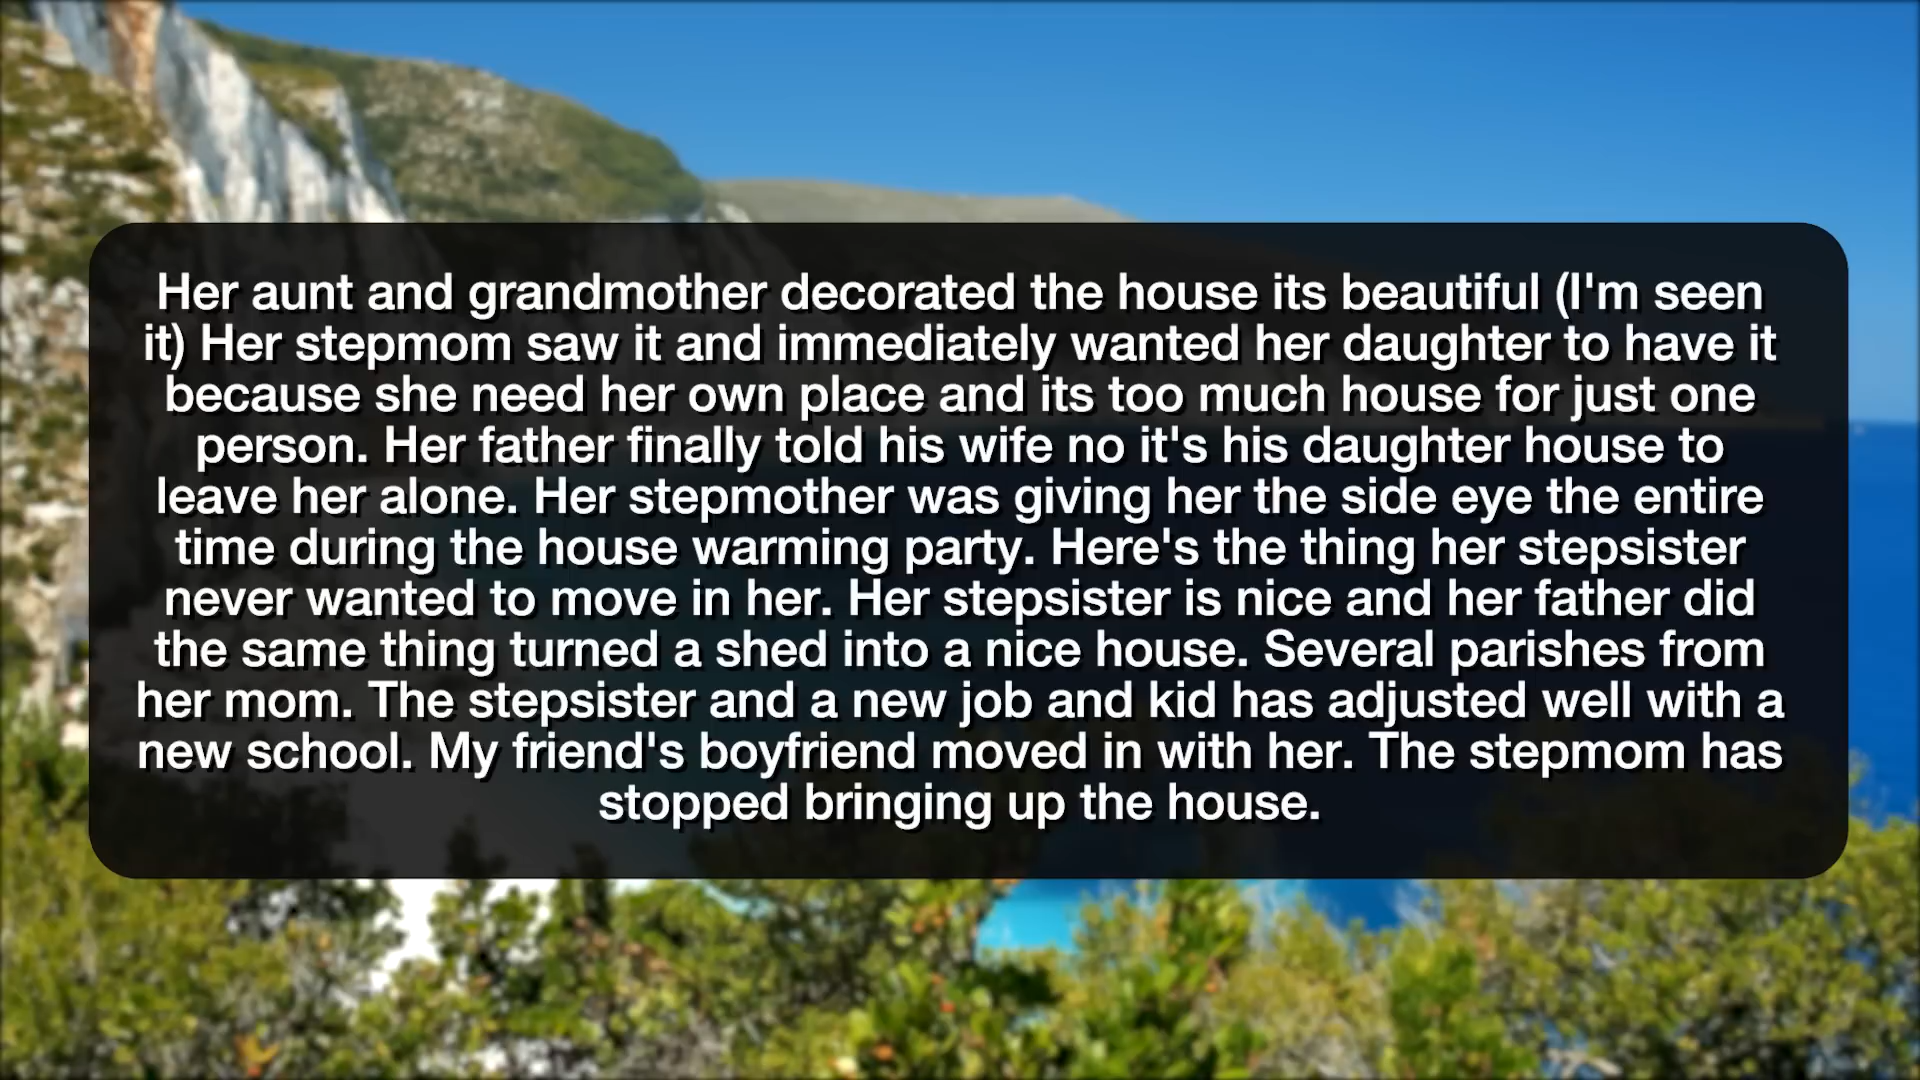 Her aunt and grandmother decorated the house its beautiful (I'm seen
it) Her stepmom saw it and immediately wanted her daughter to have it
because she need her own place and its too much house for just one
person. Her father finally told his wife no it's his daughter house to
leave her alone. Her stepmother was giving her the side eye the entire
time during the house warming party. Here's the thing her stepsister
never wanted to move in her. Her stepsister is nice and her father did
the same thing turned a shed into a nice house. Several parishes from
her mom. The stepsister and a new job and kid has adjusted well with a
new school. My friend's boyfriend moved in with her. The stepmom has
stopped bringing up the house.